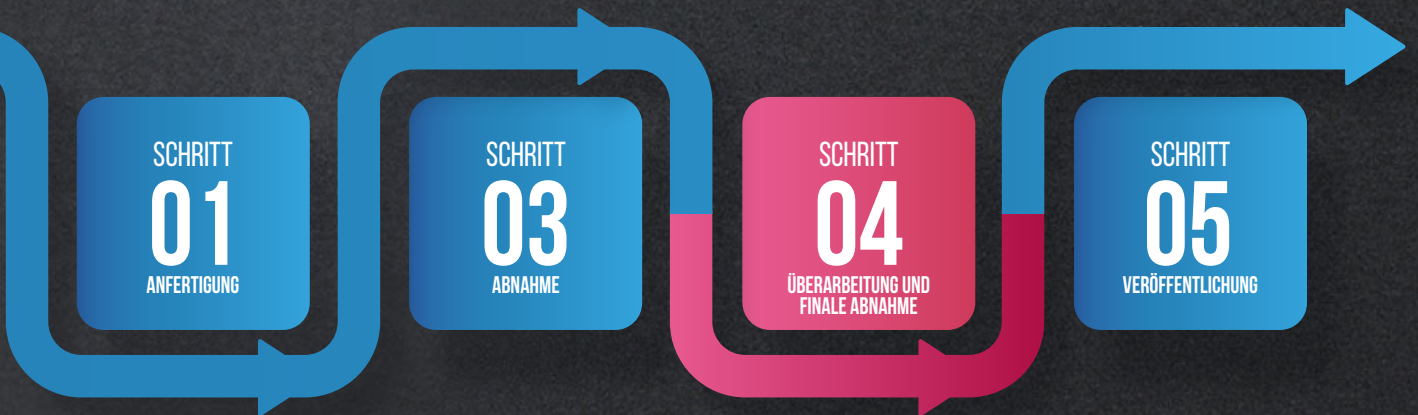 SCHRITT
01
ANFERTIGUNG
SCHRITT
03
ABNAHME
SCHRITT
04
ÜBERARBEITUNG UND
FINALE ABNAHME
SCHRITT
05
VERÖFFENTLICHUNG